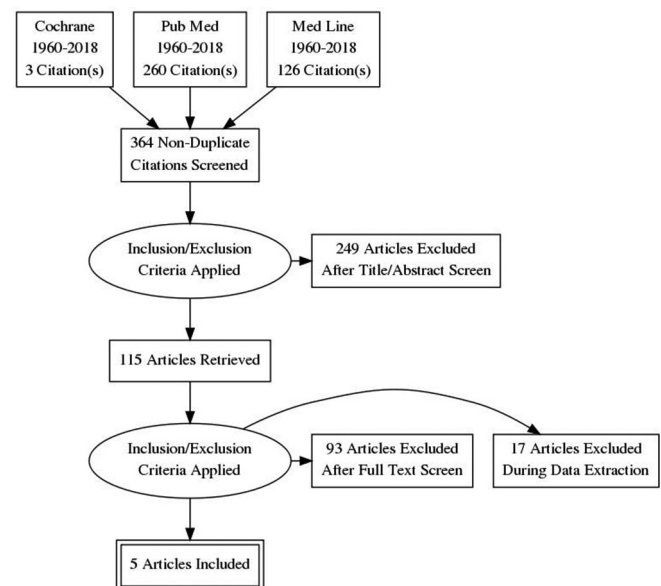 Cochrane
1960-2018
3 Citation(s)
Pub Med
1960-2018
260 Citation(s)
Med Line
1960-2018
126 Citation(s)
364 Non-Duplicate
Citations Screened
Inclusion/Exclusion
Criteria Applied
249 Articles Excluded
After Title/Abstract Screen
115 Articles Retrieved
Inclusion/Exclusion
Criteria Applied
93 Articles Excluded
After Full Text Screen
17 Articles Excluded
During Data Extraction
5 Articles Included